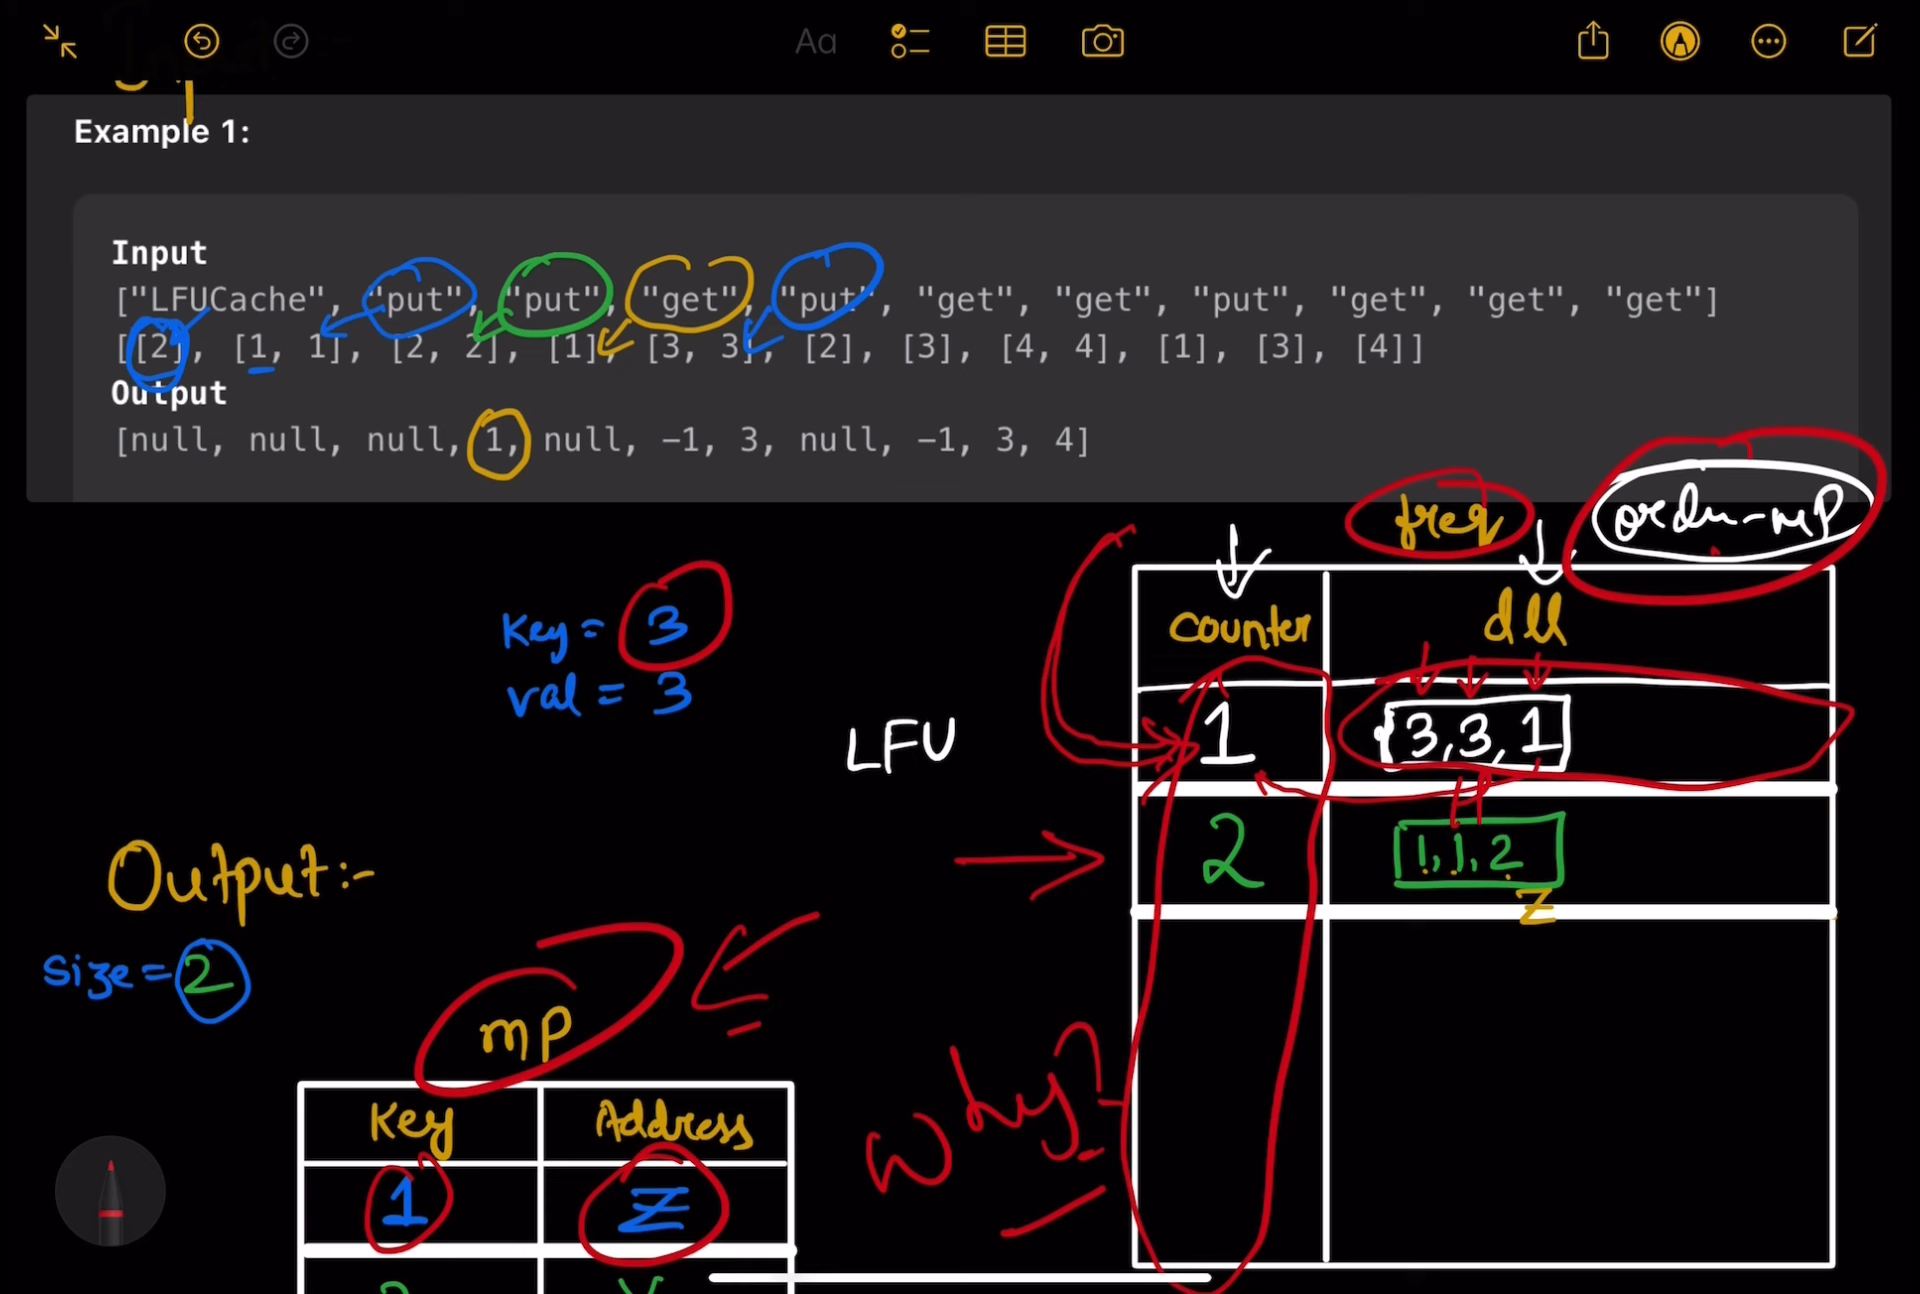 Aa
Example 1:
Input
["LFUCache", "put", "put", "get", "put", "get", "get", "put", "get", "get", "get"]
[[2], [1, 1], [2, 2], [1], [3, 3], [2], [3], [4, 4], [1], [3], [4]]
Output
[null, null, null, 1, null, -1, 3, null, -1, 3, 4]
freq
Key = 3
val = 3
counter
dll
LFU
1
{3,3,1
2
1,1,2
z
Output:-
size=2
mp
Why?
Key
Address
1
z